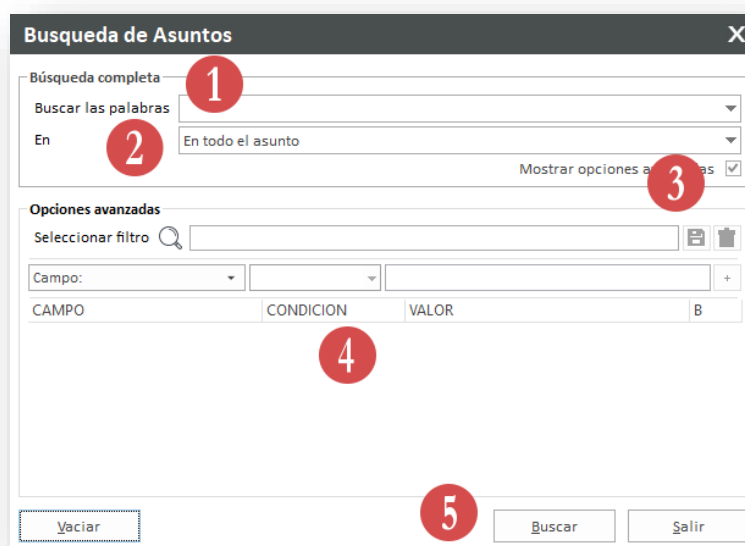 Busqueda de Asuntos X
Búsqueda completa
1
Buscar las palabras
2
En En todo el asunto
Mostrar opciones
3
Opciones avanzadas
Seleccionar filtro
Campo: +
CAMPO CONDICION VALOR B
4
5
Vaciar Buscar Salir